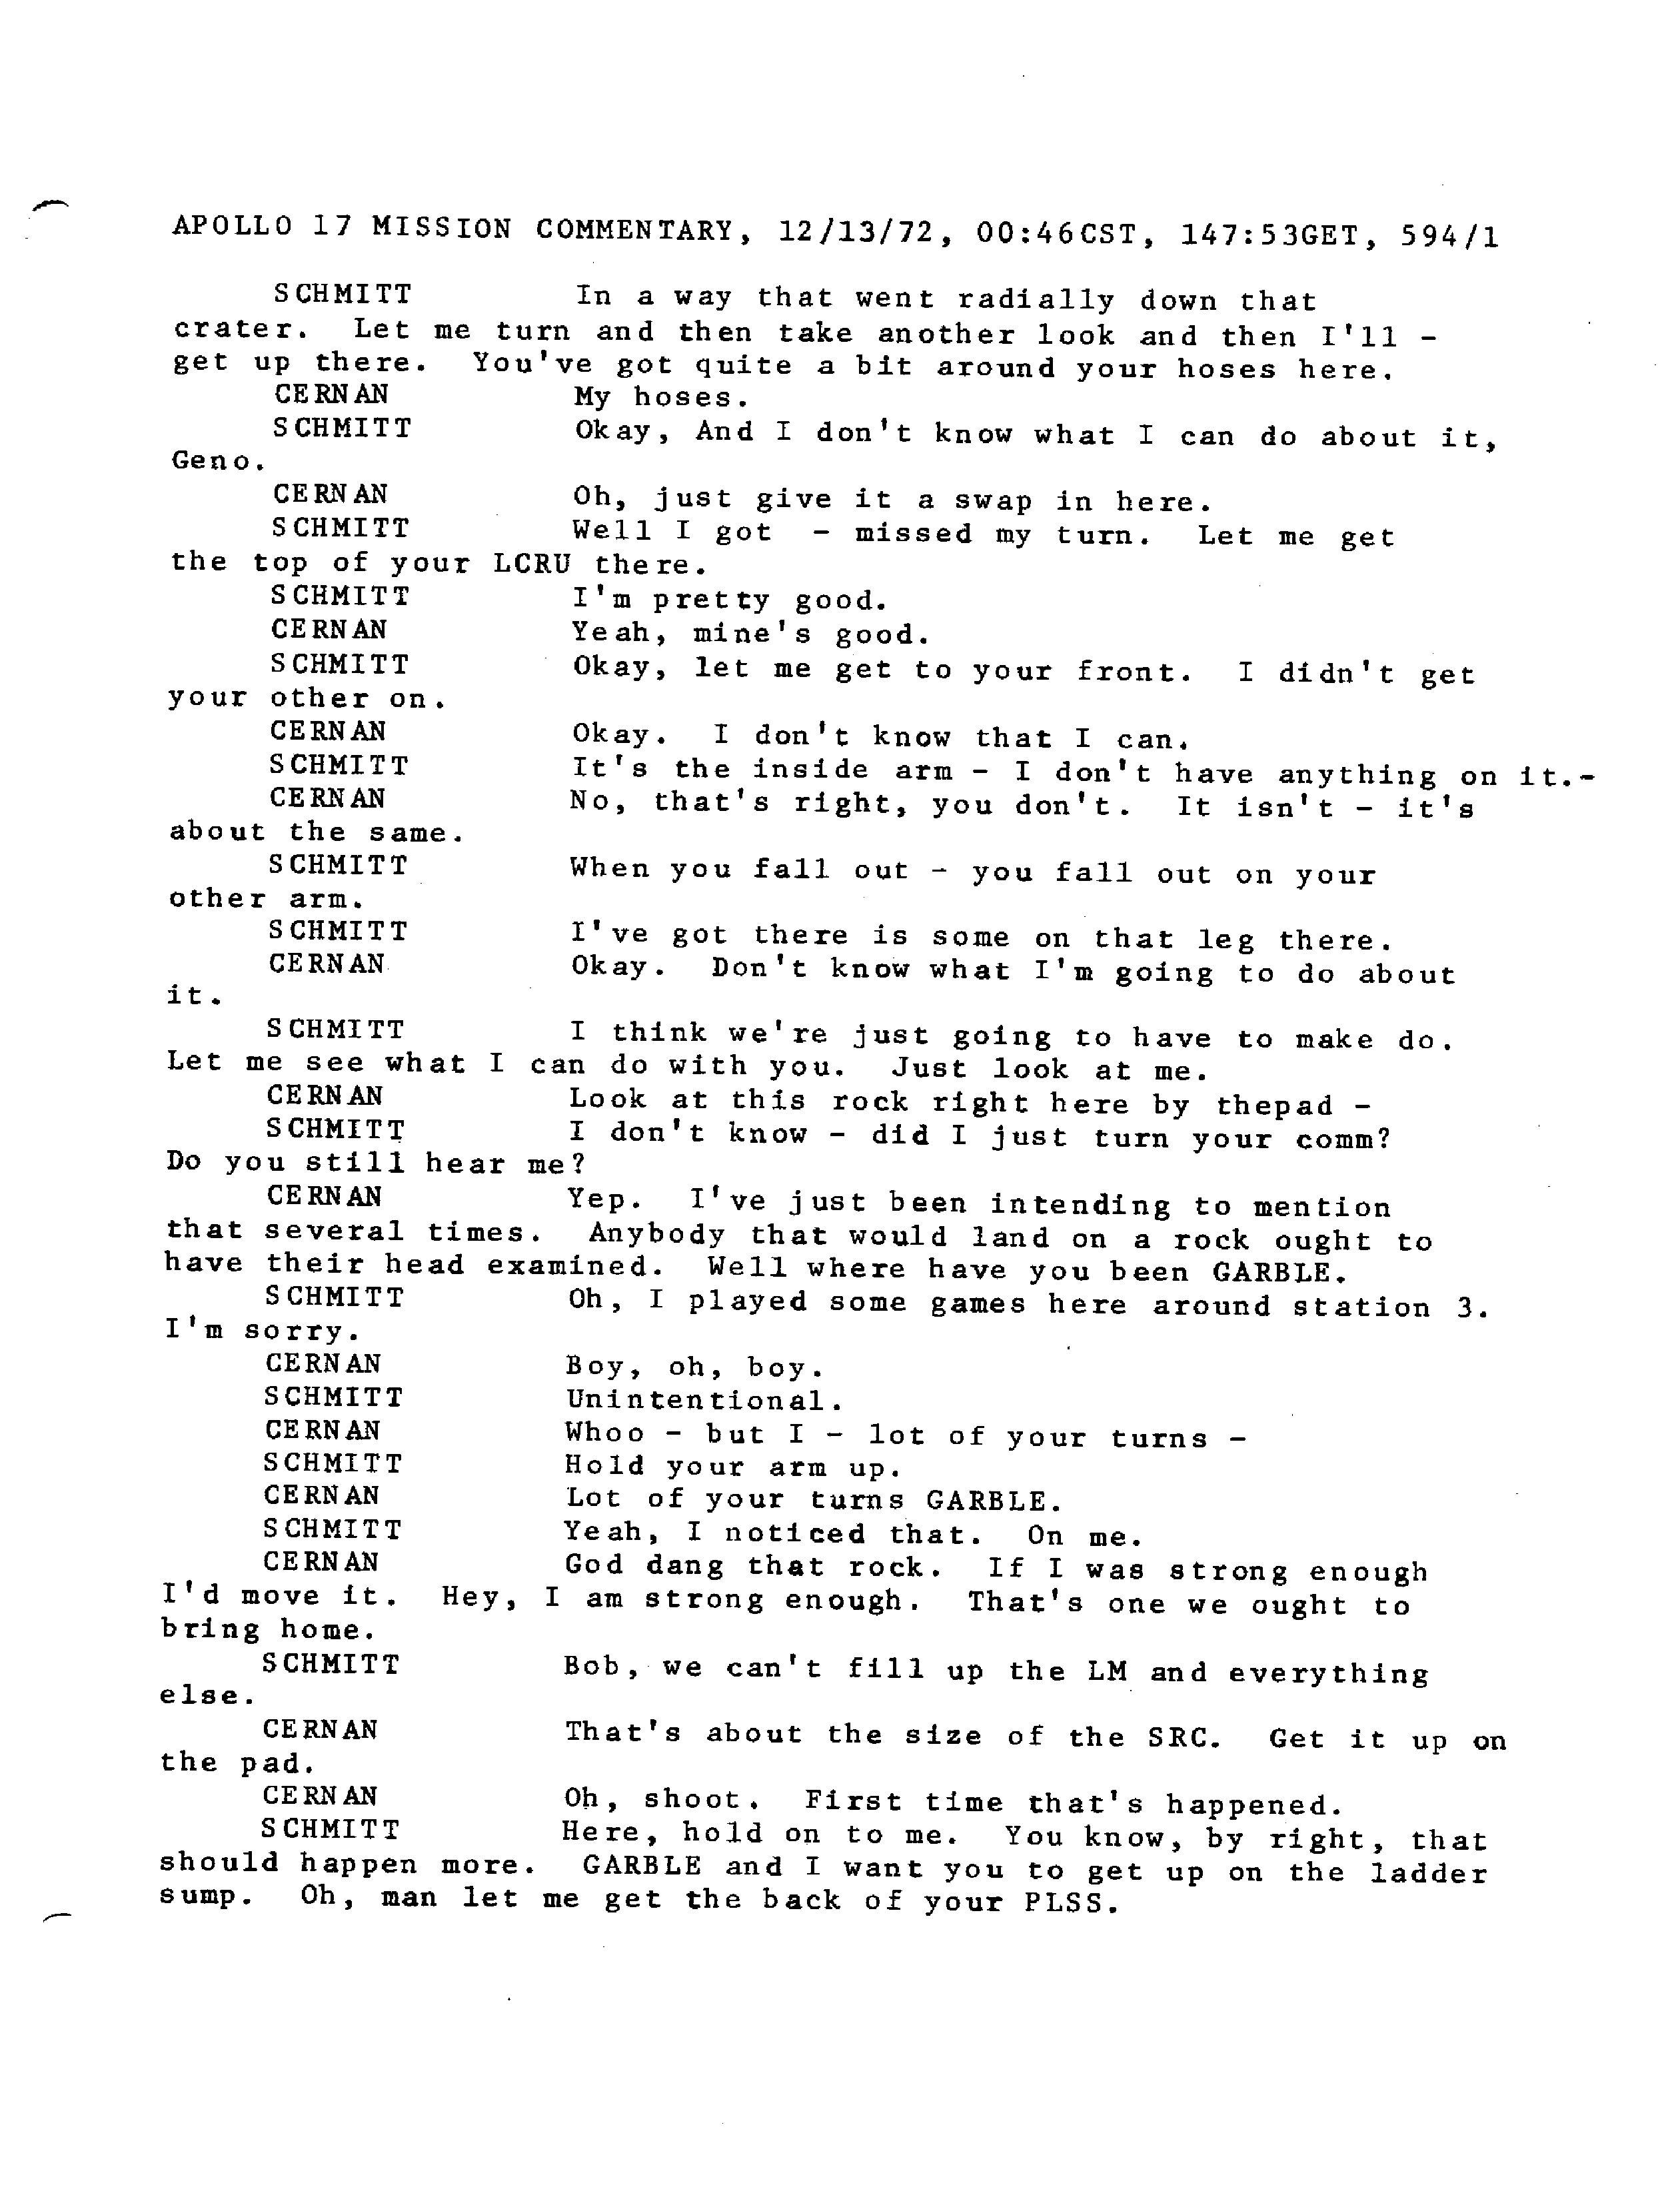 APOLLO 17 MISSION COMMENTARY, 12/13/72, 00:46CST, 147:53GET, 594/1
SCHMITT In a way that went radially down that
crater. Let me turn and then take another look and then I'll -
get up there. You've got quite a bit around your hoses here.
CERNAN My hoses.
SCHMITT Okay, And I don't know what I can do about it,
Geno.
CERNAN Oh, just give it a swap in here.
SCHMITT Well I got - missed my turn. Let me get
the top of your LCRU there.
SCHMITT I'm pretty good.
CERNAN Yeah, mine's good.
SCHMITT Okay, let me get to your front. I didn't get
your other on.
CERNAN Okay. I don't know that I can.
SCHMITT It's the inside arm - I don't have anything on it.-
CERNAN No, that's right, you don't. It isn't - it's
about the same.
SCHMITT When you fall out - you fall out on your
other arm.
SCHMITT I've got there is some on that leg there.
CERNAN Okay. Don't know what I'm going to do about
it.
SCHMITT I think we're just going to have to make do.
Let me see what I can do with you. Just look at me.
CERNAN Look at this rock right here by thepad -
SCHMITT I don't know - did I just turn your comm?
Do you still hear me?
CERNAN Yep. I've just been intending to mention
that several times. Anybody that would land on a rock ought to
have their head examined. Well where have you been GARBLE.
SCHMITT Oh, I played some games here around station 3.
I'm sorry.
CERNAN Boy, oh, boy.
SCHMITT Unintentional.
CERNAN Whoo - but I - lot of your turns -
SCHMITT Hold your arm up.
CERNAN Lot of your turns GARBLE.
SCHMITT Yeah, I noticed that. On me.
CERNAN God dang that rock. If I was strong enough
I'd move it. Hey, I am strong enough. That's one we ought to
bring home.
SCHMITT Bob, we can't fill up the LM and everything
else.
CERNAN That's about the size of the SRC. Get it up on
the pad.
CERNAN Oh, shoot. First time that's happened.
SCHMITT Here, hold on to me. You know, by right, that
should happen more. GARBLE and I want you to get up on the ladder
sump. Oh, man let me get the back of your PLSS.